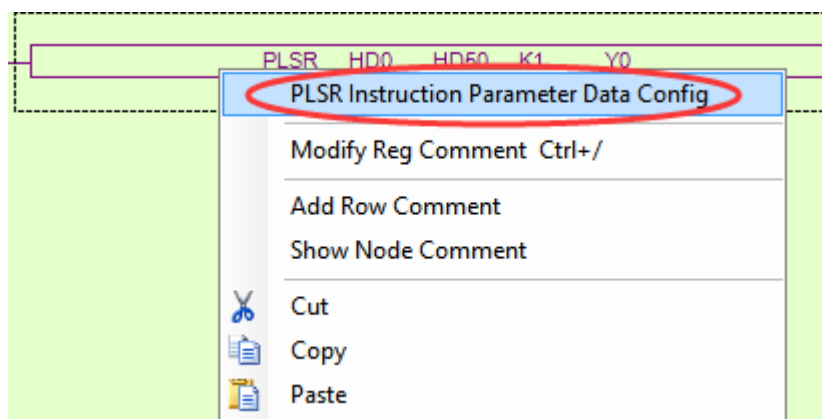 PLSR HD0 HD50 K1 Y0
PLSR Instruction Parameter Data Config
Modify Reg Comment Ctrl+/
Add Row Comment
Show Node Comment
Cut
Copy
Paste